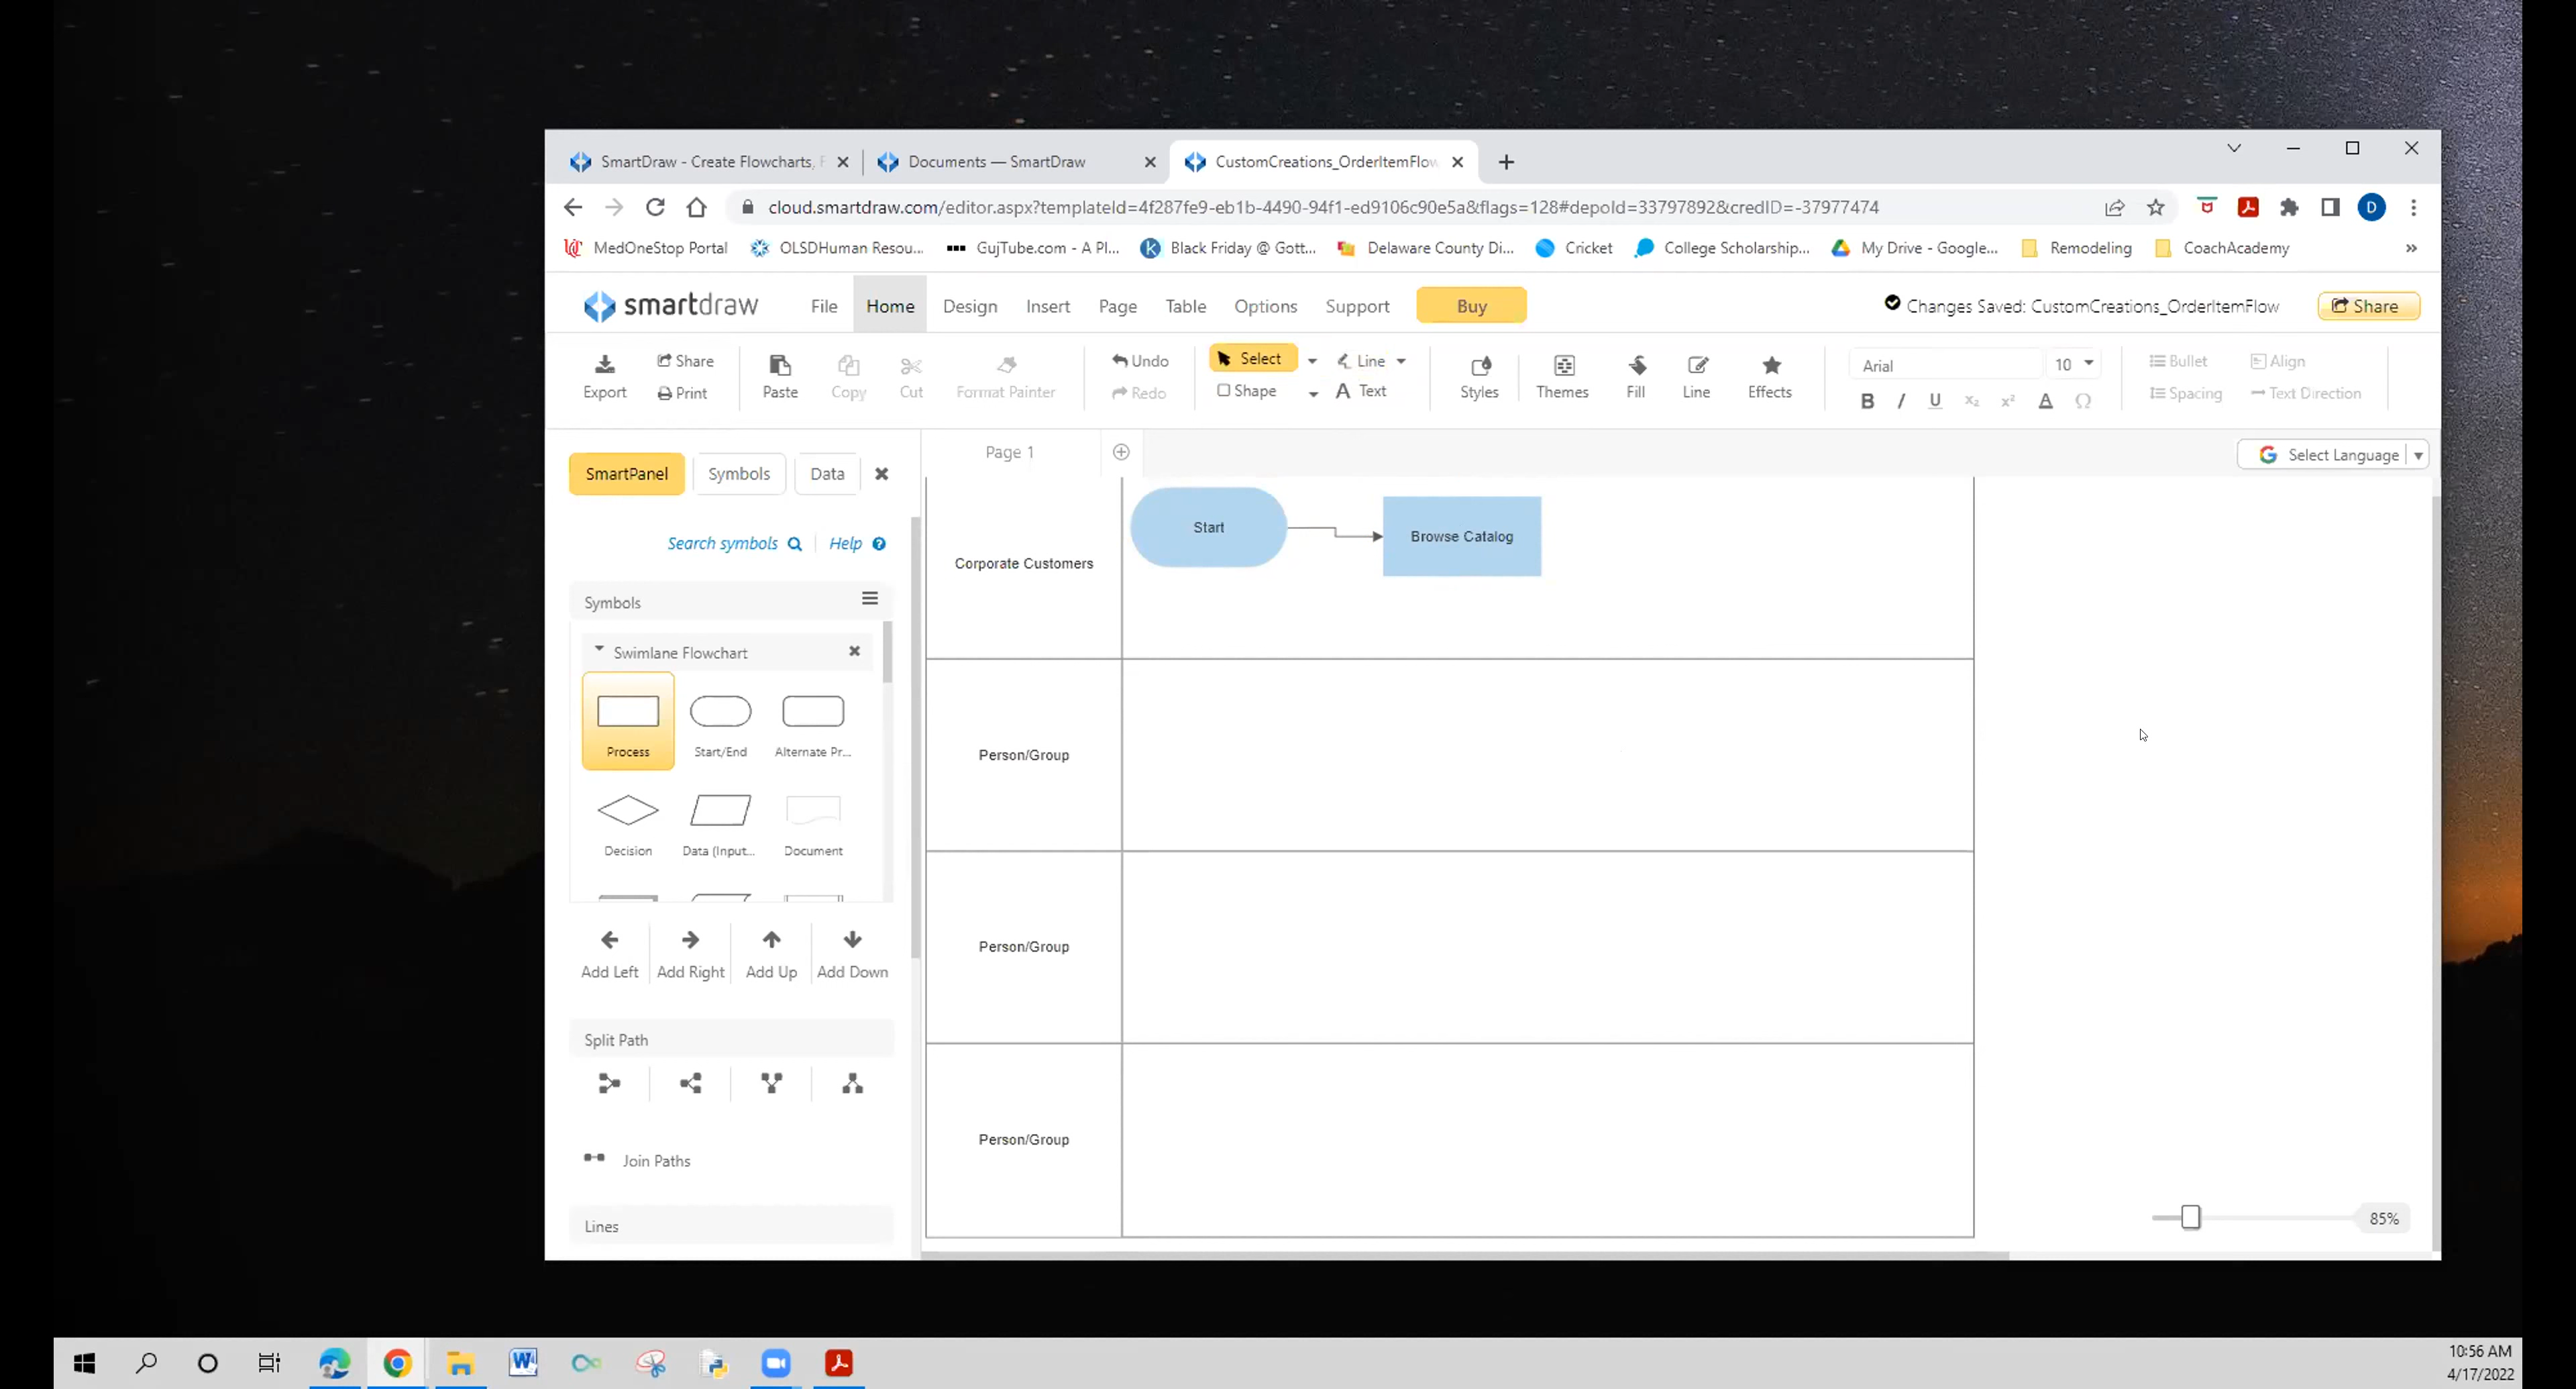 SmartDraw - Create Flowcharts, F
Documents — SmartDraw
CustomCreations_OrderItemFlow
cloud.smartdraw.com/editor.aspx?templateId=4f287fe9-eb1b-4490-94f1-ed9106c90e5a&flags=128#depoId=33797892&credID=-37977474
D
MedOneStop Portal
OLSDHuman Resou...
GujTube.com - A Pl...
Black Friday @ Gott...
Delaware County Di...
Cricket
College Scholarship...
My Drive - Google...
Remodeling
CoachAcademy
»
smartdraw
File
Home
Design
Insert
Page
Table
Options
Support
Buy
Changes Saved: CustomCreations_OrderItemFlow
Share
Export
Share
Print
Paste
Copy
Cut
Format Painter
Undo
Redo
Select
Line
Shape
A Text
Styles
Themes
Fill
Line
Effects
Arial
10
B I U x₂ x² A Ω
Bullet
Align
Spacing
Text Direction
SmartPanel
Symbols
Data
Page 1
Select Language
Search symbols
Help
Symbols
Swimlane Flowchart
Process
Start/End
Alternate Pr...
Decision
Data (Input...
Document
Add Left
Add Right
Add Up
Add Down
Split Path
Join Paths
Lines
Corporate Customers
Start
Browse Catalog
Person/Group
Person/Group
Person/Group
85%
10:56 AM
4/17/2022